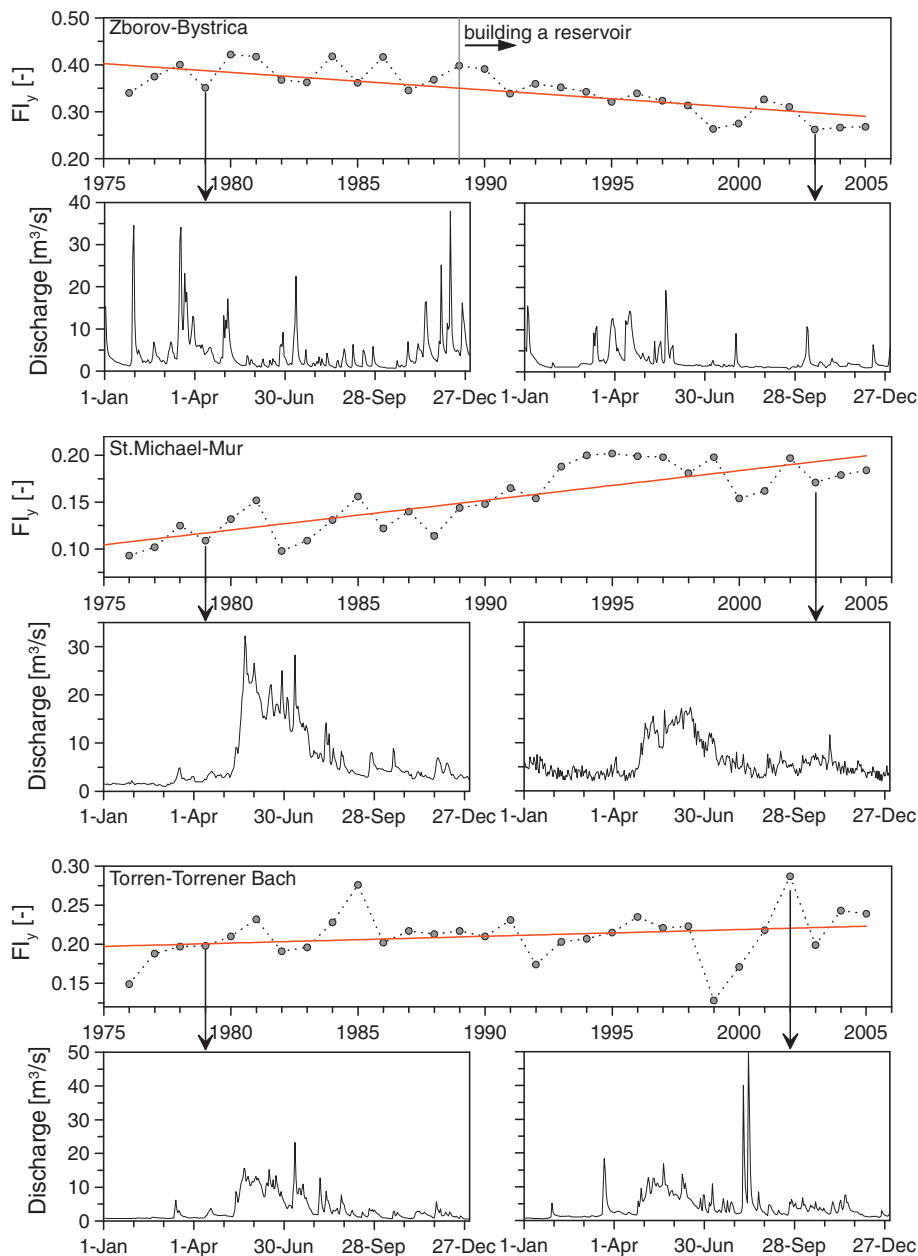 Zborov-Bystrica
building a reservoir
FIy [-]
0.50
0.40
0.30
0.20
1975 1980 1985 1990 1995 2000 2005
Discharge [m³/s]
40
30
20
10
0
1-Jan 1-Apr 30-Jun 28-Sep 27-Dec
1-Jan 1-Apr 30-Jun 28-Sep 27-Dec
St.Michael-Mur
FIy [-]
0.20
0.15
0.10
1975 1980 1985 1990 1995 2000 2005
Discharge [m³/s]
30
20
10
0
1-Jan 1-Apr 30-Jun 28-Sep 27-Dec
1-Jan 1-Apr 30-Jun 28-Sep 27-Dec
Torren-Torrener Bach
FIy [-]
0.30
0.25
0.20
0.15
1975 1980 1985 1990 1995 2000 2005
Discharge [m³/s]
50
40
30
20
10
0
1-Jan 1-Apr 30-Jun 28-Sep 27-Dec
1-Jan 1-Apr 30-Jun 28-Sep 27-Dec